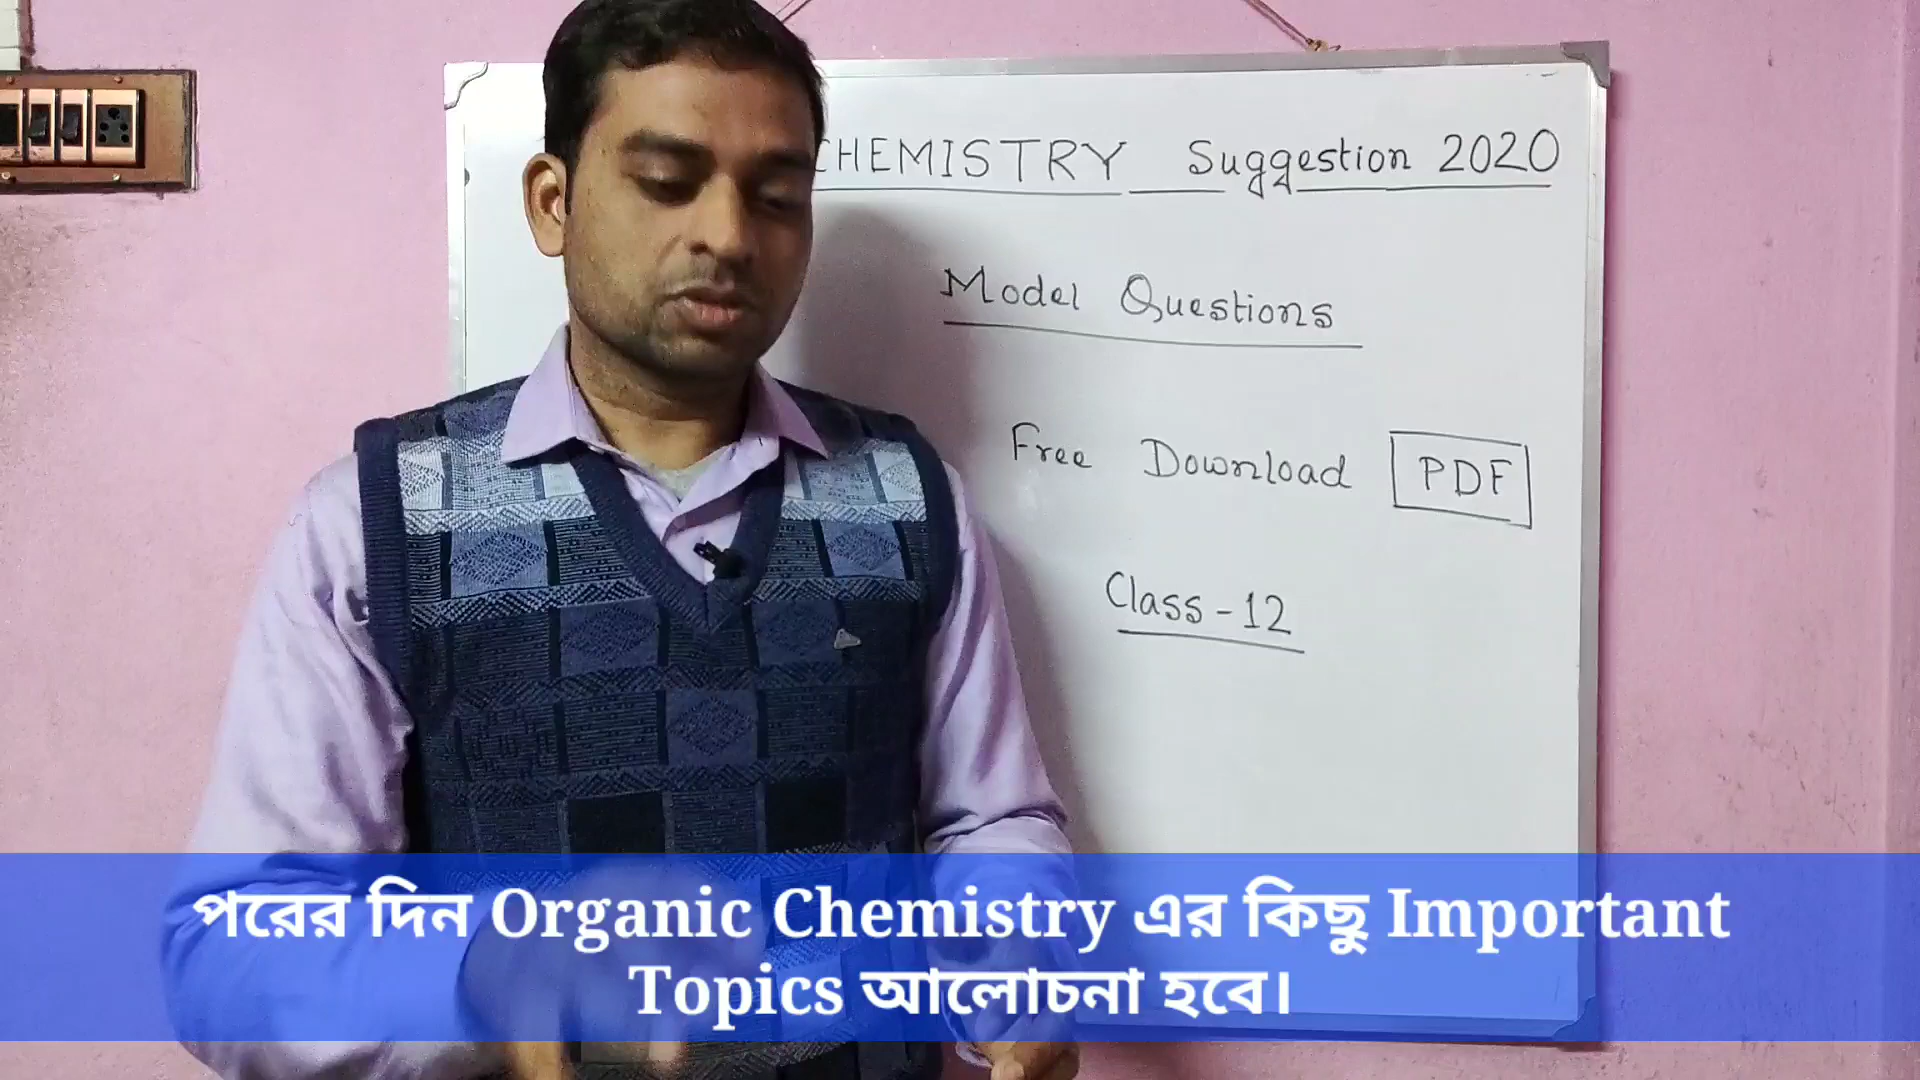 CHEMISTRY Suggestion 2020
Model Questions
Free Download PDF
Class-12
পরের দিন Organic Chemistry এর কিছু Important
Topics আলোচনা হবে।